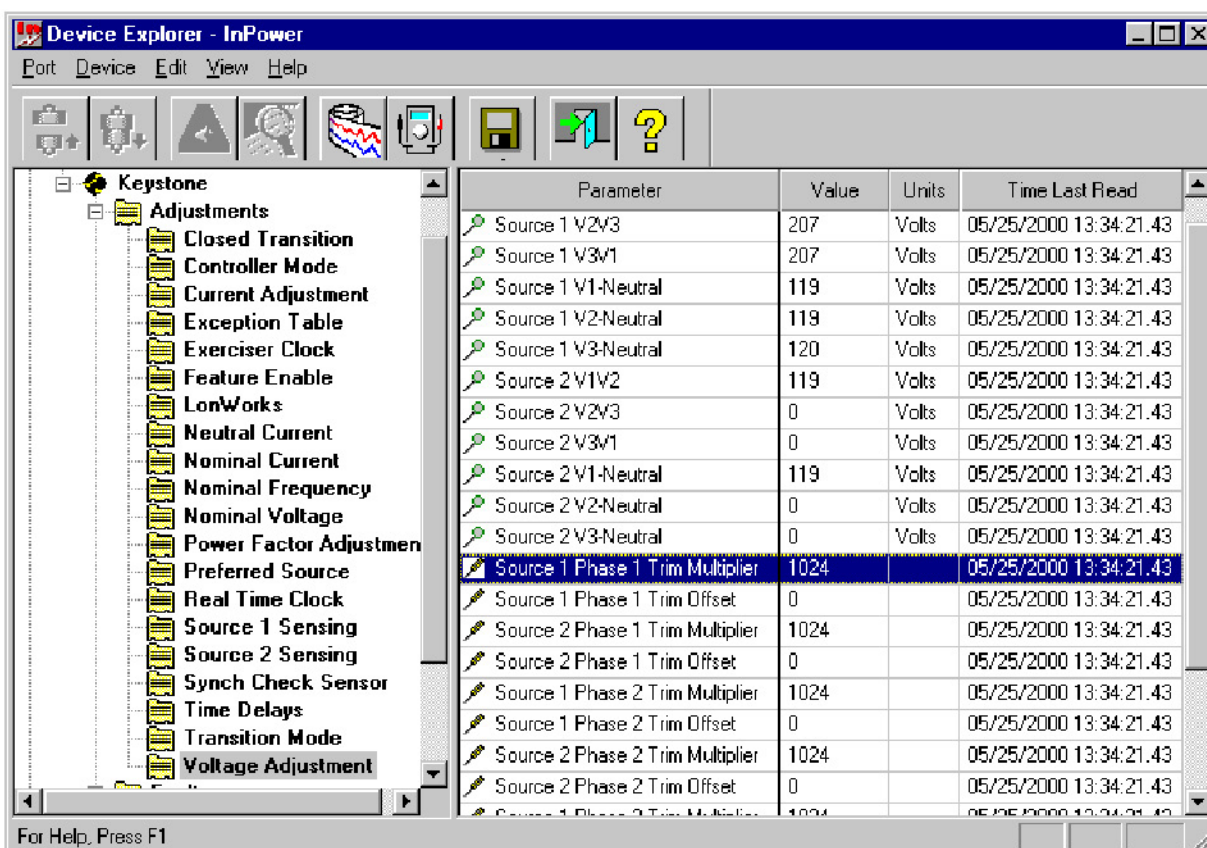 Device Explorer - InPower
Port Device Edit View Help
Keystone
Adjustments
Closed Transition
Controller Mode
Current Adjustment
Exception Table
Exerciser Clock
Feature Enable
LonWorks
Neutral Current
Nominal Current
Nominal Frequency
Nominal Voltage
Power Factor Adjustmen
Preferred Source
Real Time Clock
Source 1 Sensing
Source 2 Sensing
Synch Check Sensor
Time Delays
Transition Mode
Voltage Adjustment
Parameter Value Units Time Last Read
Source 1 V2V3 207 Volts 05/25/2000 13:34:21.43
Source 1 V3V1 207 Volts 05/25/2000 13:34:21.43
Source 1 V1-Neutral 119 Volts 05/25/2000 13:34:21.43
Source 1 V2-Neutral 119 Volts 05/25/2000 13:34:21.43
Source 1 V3-Neutral 120 Volts 05/25/2000 13:34:21.43
Source 2 V1V2 119 Volts 05/25/2000 13:34:21.43
Source 2 V2V3 0 Volts 05/25/2000 13:34:21.43
Source 2 V3V1 0 Volts 05/25/2000 13:34:21.43
Source 2 V1-Neutral 119 Volts 05/25/2000 13:34:21.43
Source 2 V2-Neutral 0 Volts 05/25/2000 13:34:21.43
Source 2 V3-Neutral 0 Volts 05/25/2000 13:34:21.43
Source 1 Phase 1 Trim Multiplier 1024 05/25/2000 13:34:21.43
Source 1 Phase 1 Trim Offset 0 05/25/2000 13:34:21.43
Source 2 Phase 1 Trim Multiplier 1024 05/25/2000 13:34:21.43
Source 2 Phase 1 Trim Offset 0 05/25/2000 13:34:21.43
Source 1 Phase 2 Trim Multiplier 1024 05/25/2000 13:34:21.43
Source 1 Phase 2 Trim Offset 0 05/25/2000 13:34:21.43
Source 2 Phase 2 Trim Multiplier 1024 05/25/2000 13:34:21.43
Source 2 Phase 2 Trim Offset 0 05/25/2000 13:34:21.43
For Help, Press F1